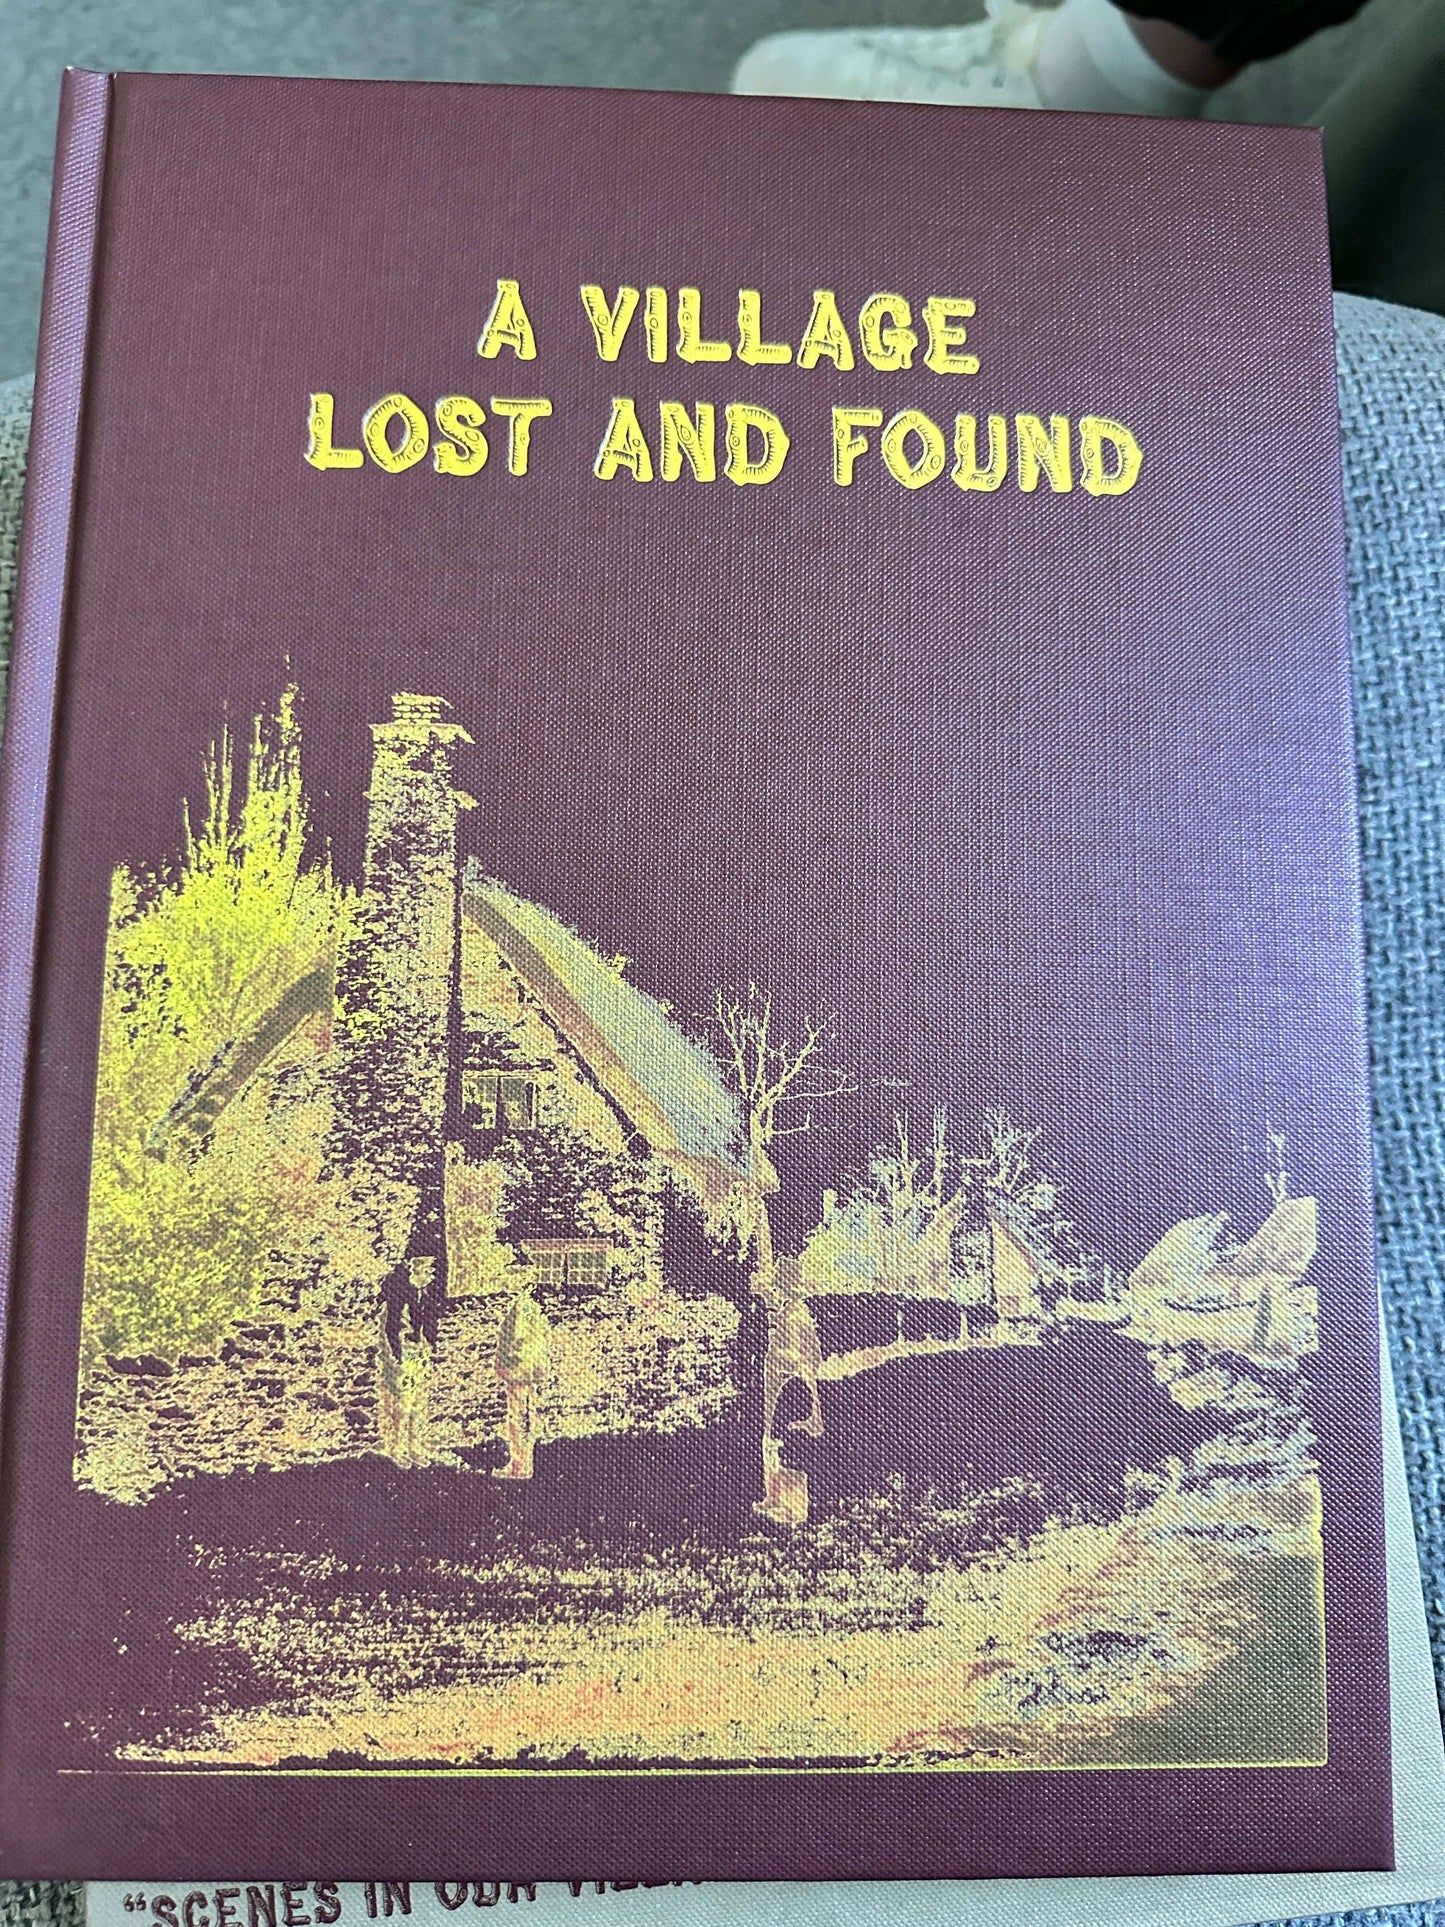 A VILLAGE
LOST AND FOUND
"SCENES IN OUR